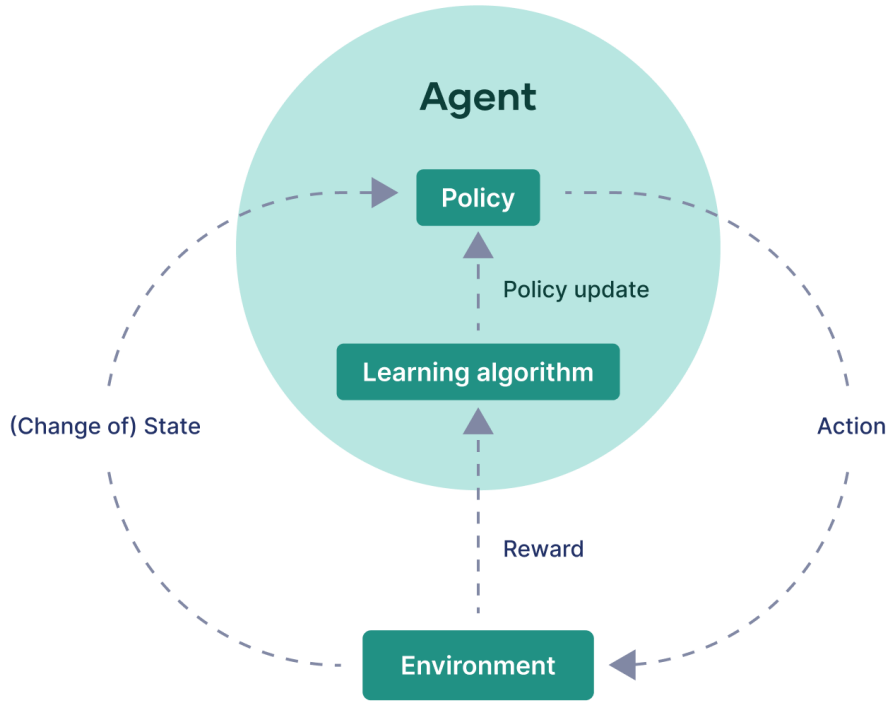 Agent
Policy
Policy update
Learning algorithm
(Change of) State
Action
Reward
Environment